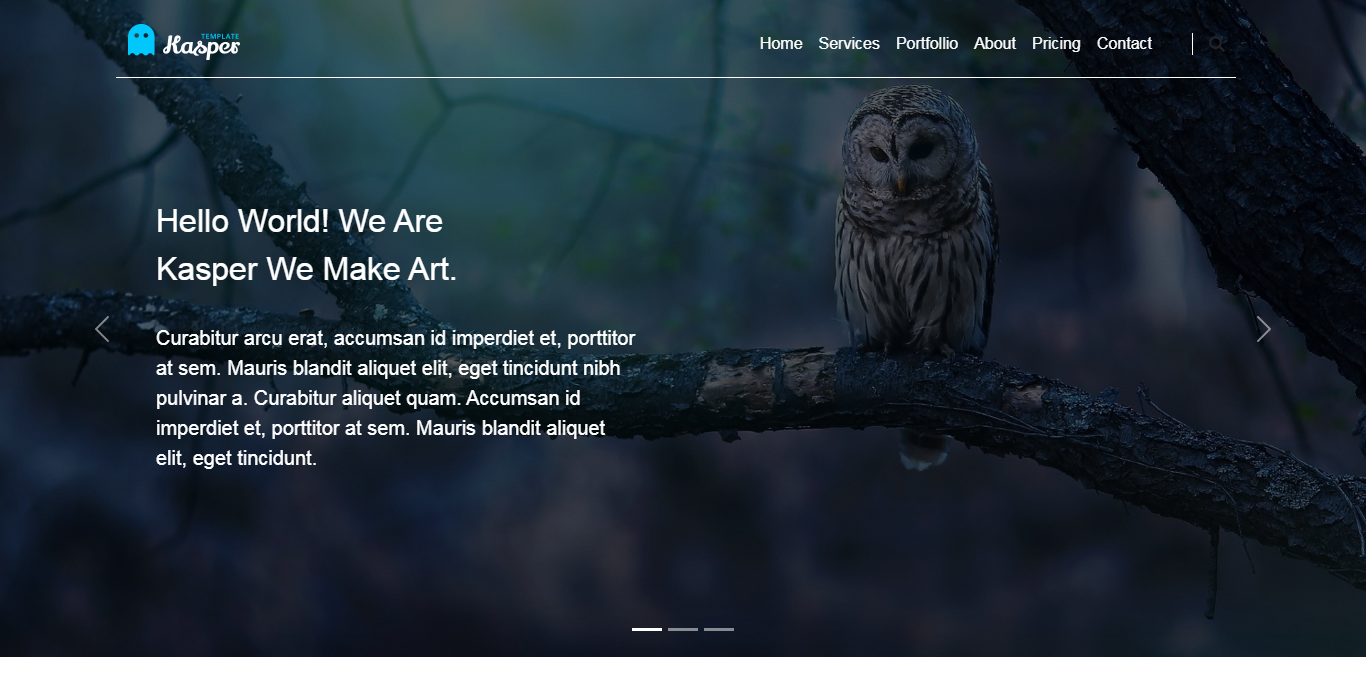 TEMPLATE
Kasper
Home Services Portfollio About Pricing Contact
Hello World! We Are
Kasper We Make Art.
Curabitur arcu erat, accumsan id imperdiet et, porttitor
at sem. Mauris blandit aliquet elit, eget tincidunt nibh
pulvinar a. Curabitur aliquet quam. Accumsan id
imperdiet et, porttitor at sem. Mauris blandit aliquet
elit, eget tincidunt.